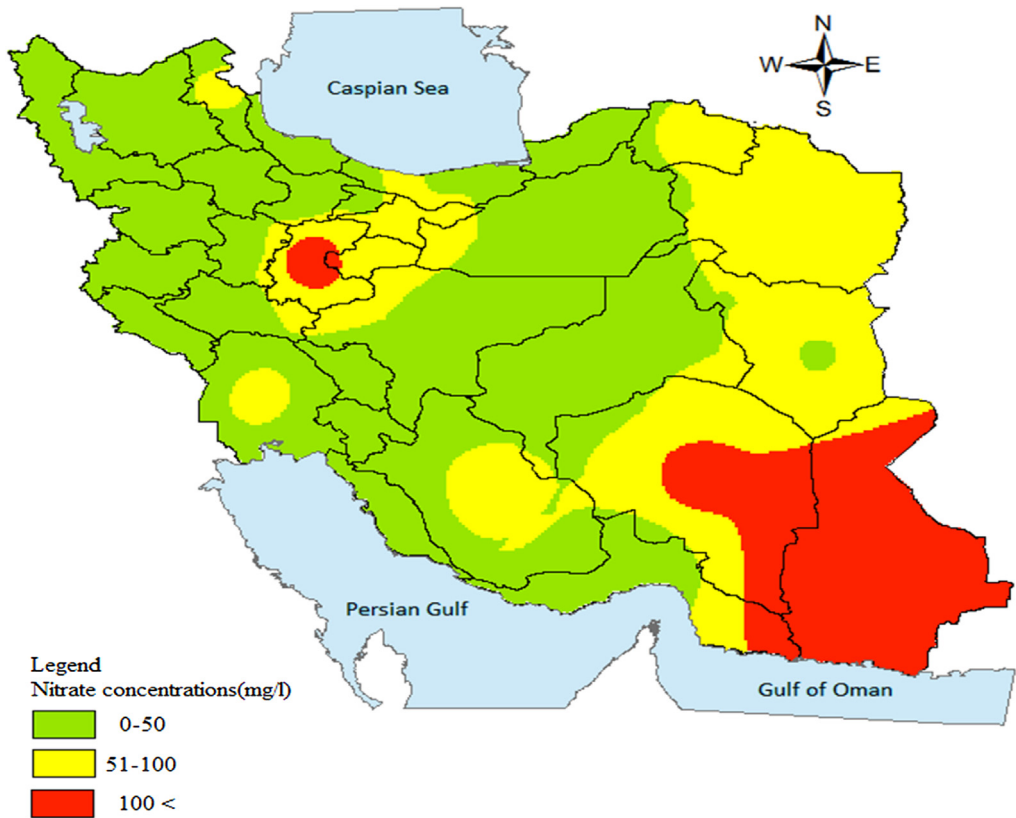 N
Caspian Sea
W E
S
Persian Gulf
Legend
Nitrate concentrations(mg/l)
Gulf of Oman
0-50
51-100
100 <